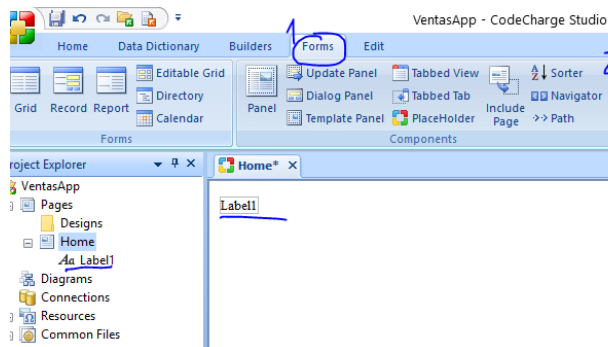 VentasApp - CodeCharge Studio
1
Home Data Dictionary Builders Forms Edit
Grid Record Report
Editable Grid
Directory
Calendar
Forms
Panel
Update Panel
Dialog Panel
Template Panel
Tabbed View
Tabbed Tab
PlaceHolder
Include
Page
Sorter
Navigator
Path
Components
roject Explorer
Home*
VentasApp
Pages
Designs
Home
Aa Label1
Diagrams
Connections
Resources
Common Files
Label1